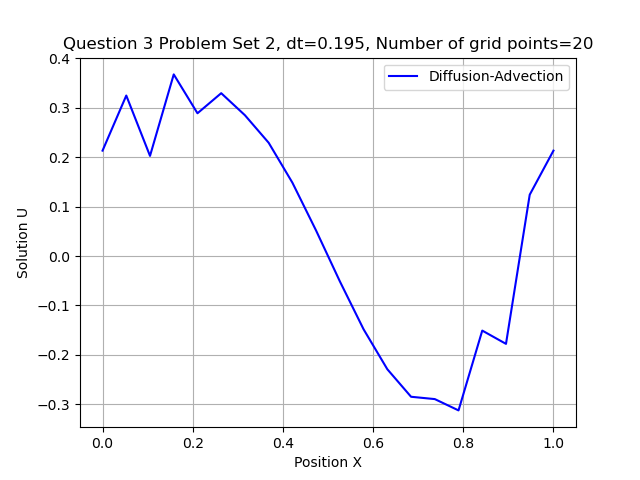 Question 3 Problem Set 2, dt=0.195, Number of grid points=20
Diffusion-Advection
Solution U
0.4
0.3
0.2
0.1
0.0
−0.1
−0.2
−0.3
0.0 0.2 0.4 0.6 0.8 1.0
Position X